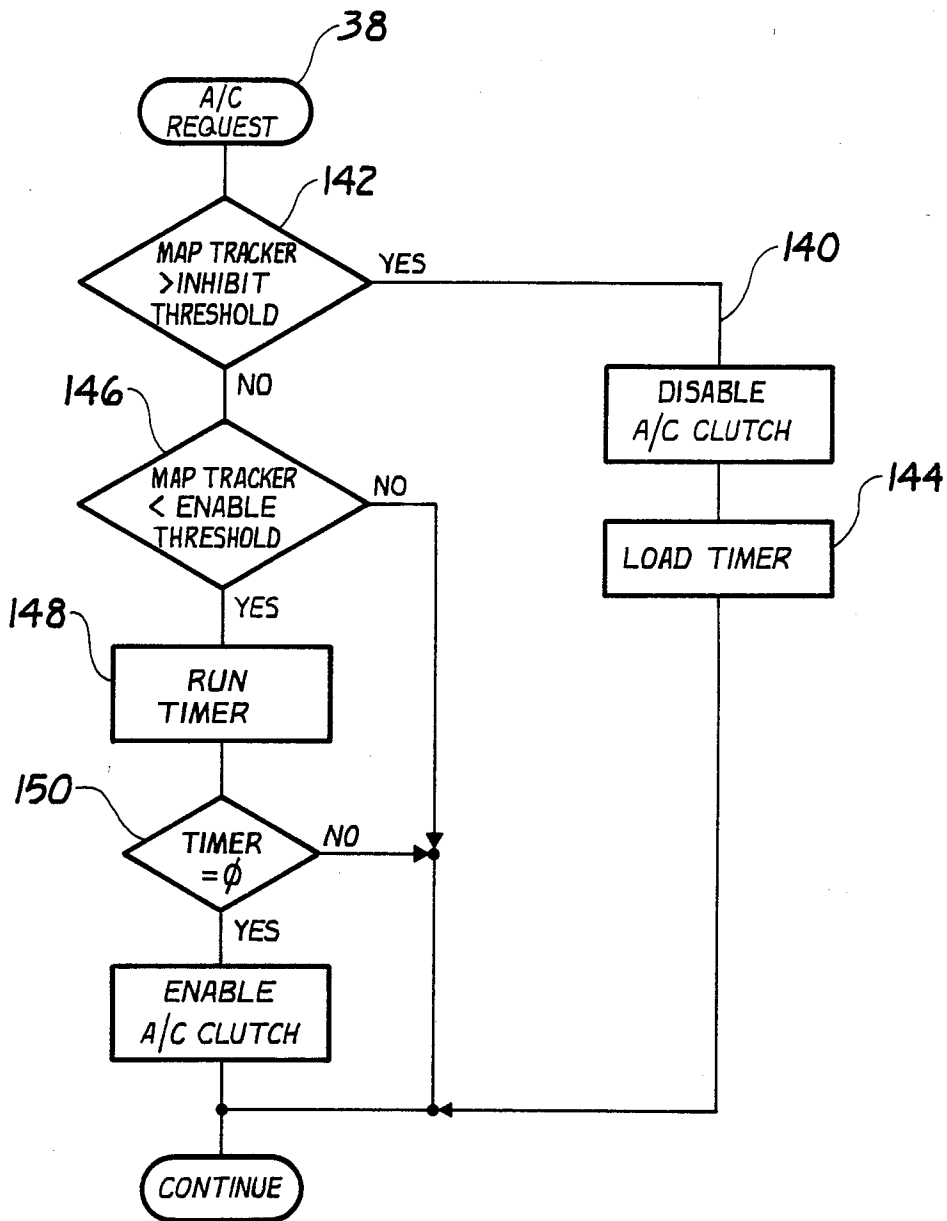 38
A/C
REQUEST
142
MAP TRACKER
>INHIBIT
THRESHOLD
YES
140
NO
146
DISABLE
A/C CLUTCH
MAP TRACKER
< ENABLE
THRESHOLD
NO
144
LOAD TIMER
YES
148
RUN
TIMER
150
TIMER
=ϕ
NO
YES
ENABLE
A/C CLUTCH
CONTINUE